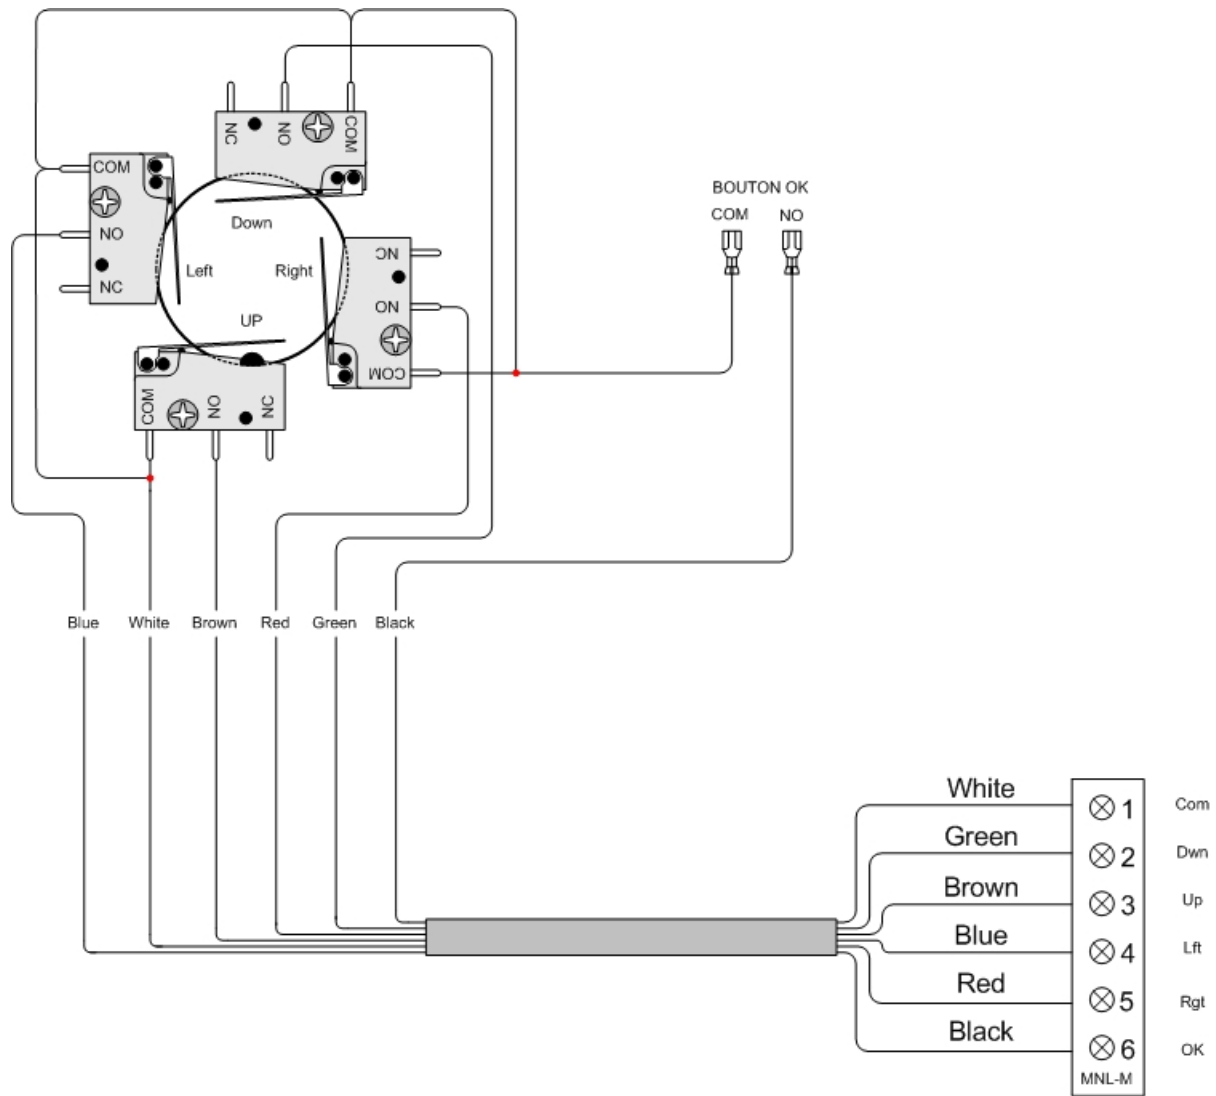 NC NO COM
COM
NO
NC
Down
Left
Right
UP
NC
NO
COM
COM NO NC
BOUTON OK
COM NO
Blue White Brown Red Green Black
White 1 Com
Green 2 Dwn
Brown 3 Up
Blue 4 Lft
Red 5 Rgt
Black 6 OK
MNL-M